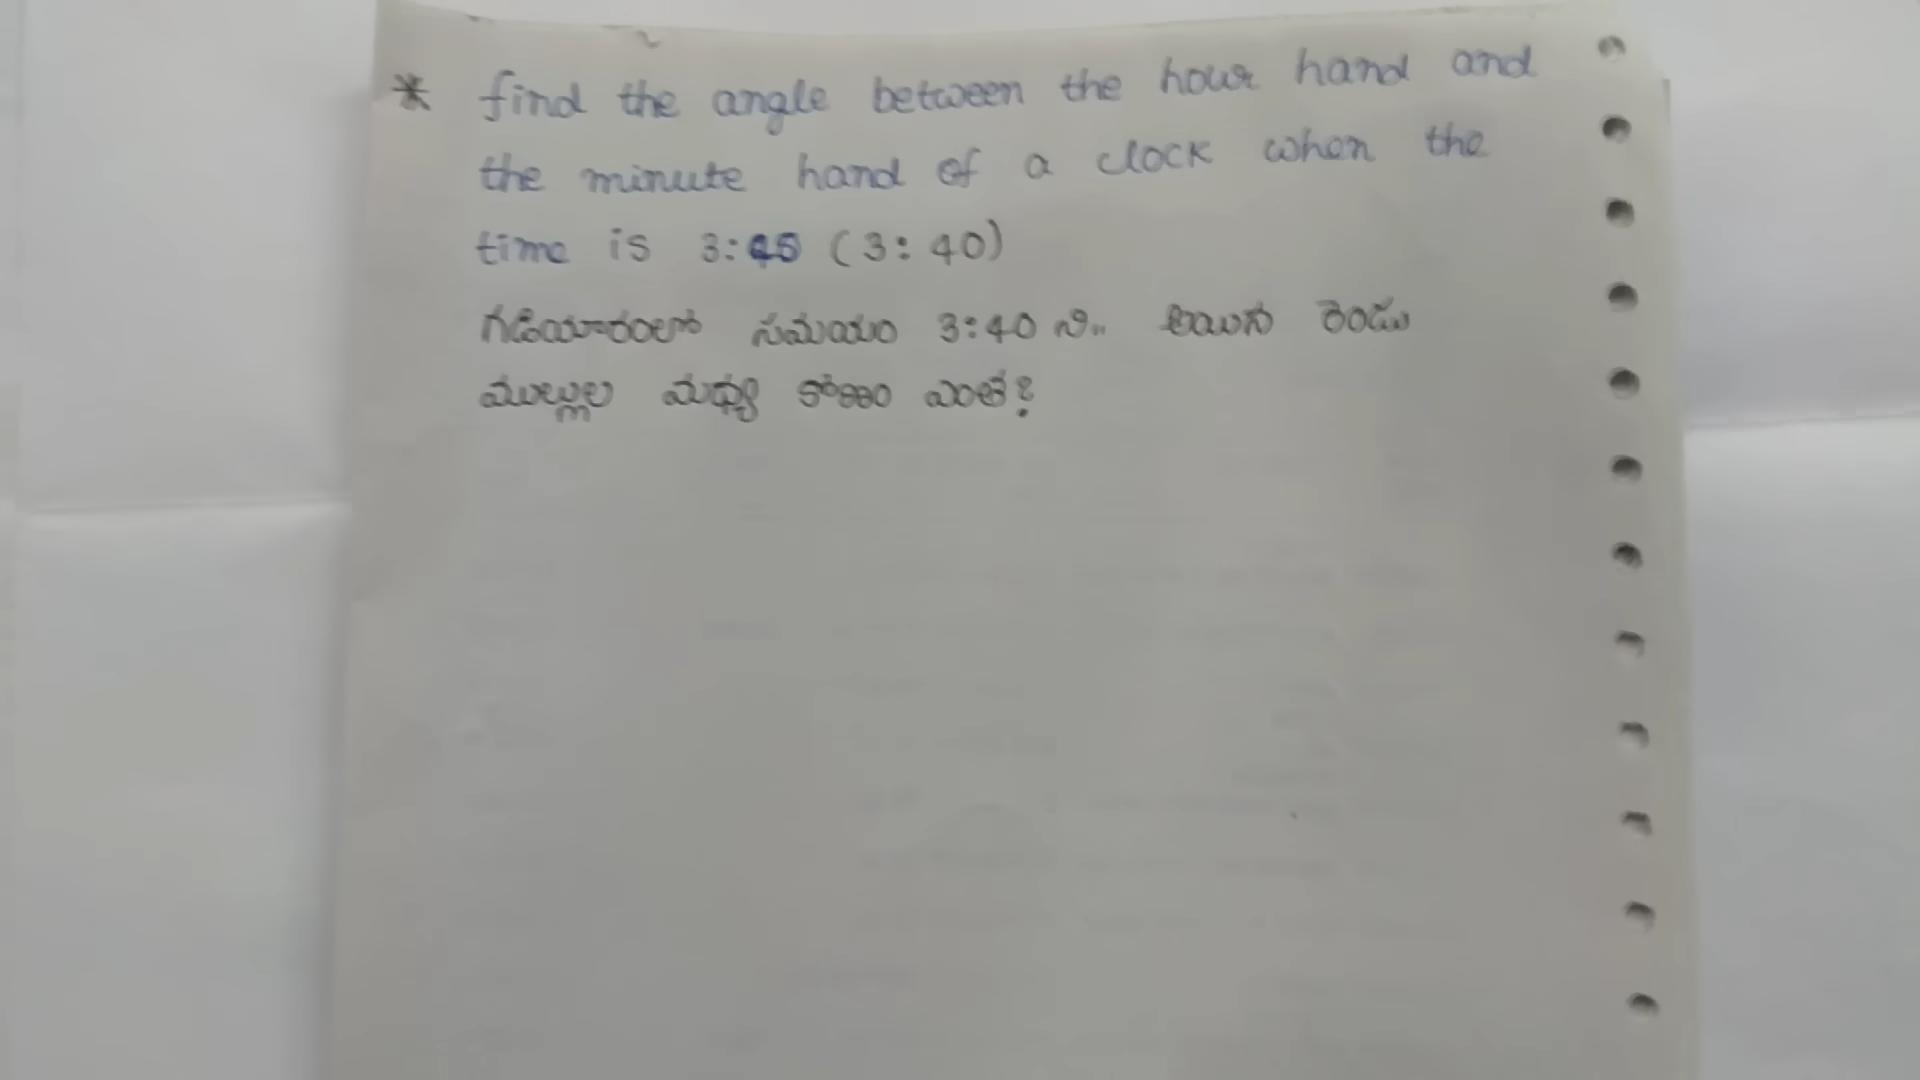 * find the angle between the hour hand and
the minute hand of a clock when the
time is 3:45 (3:40)
గడియారంలో సమయం 3:40 ని.. అయిన రెండు
ముల్లుల మధ్య కోణం ఎంత?